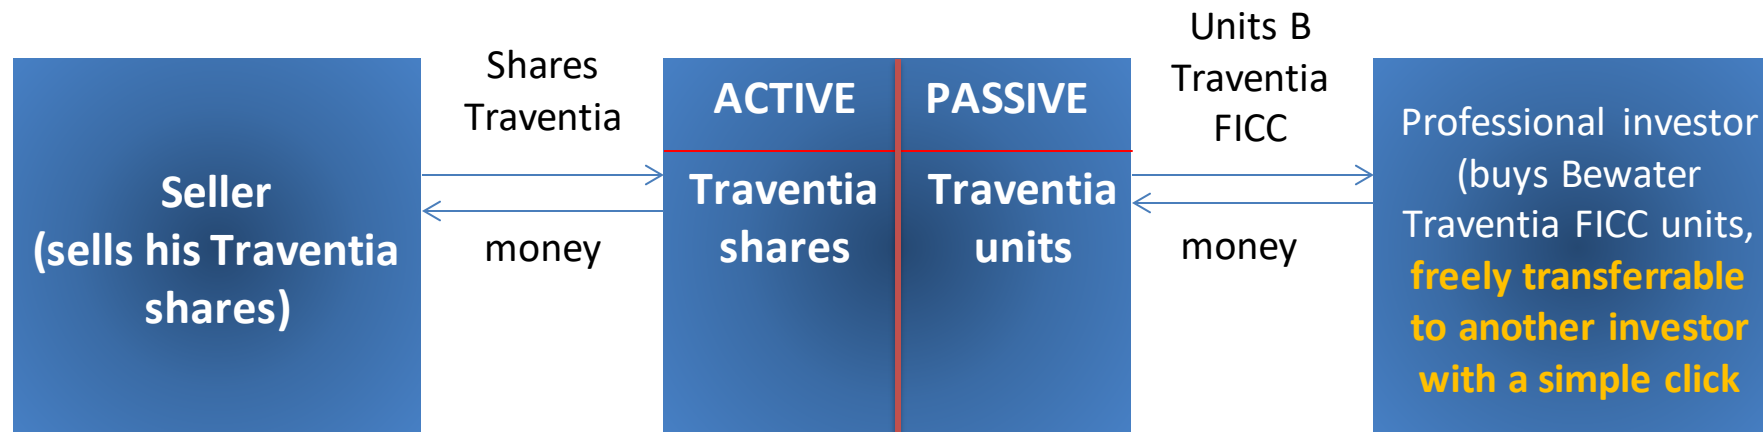 Seller
(sells his Traventia
shares)
Shares
Traventia
money
ACTIVE
PASSIVE
Traventia
shares
Traventia
units
Units B
Traventia
FICC
money
Professional investor
(buys Bewater
Traventia FICC units,
freely transferrable
to another investor
with a simple click